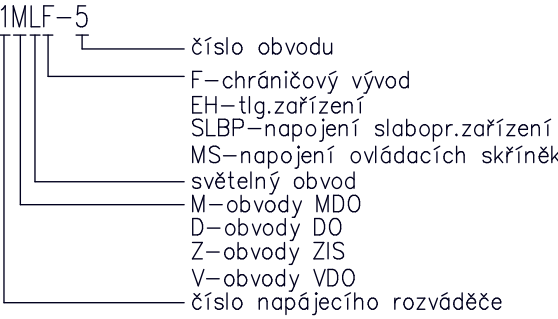 1MLF-5
číslo obvodu
F-chráničový vývod
EH-tlg.zařízení
SLBP-napojení slabopr.zařízení
MS-napojení ovládacích skříněk
světelný obvod
M-obvody MDO
D-obvody DO
Z-obvody ZIS
V-obvody VDO
číslo napájecího rozváděče